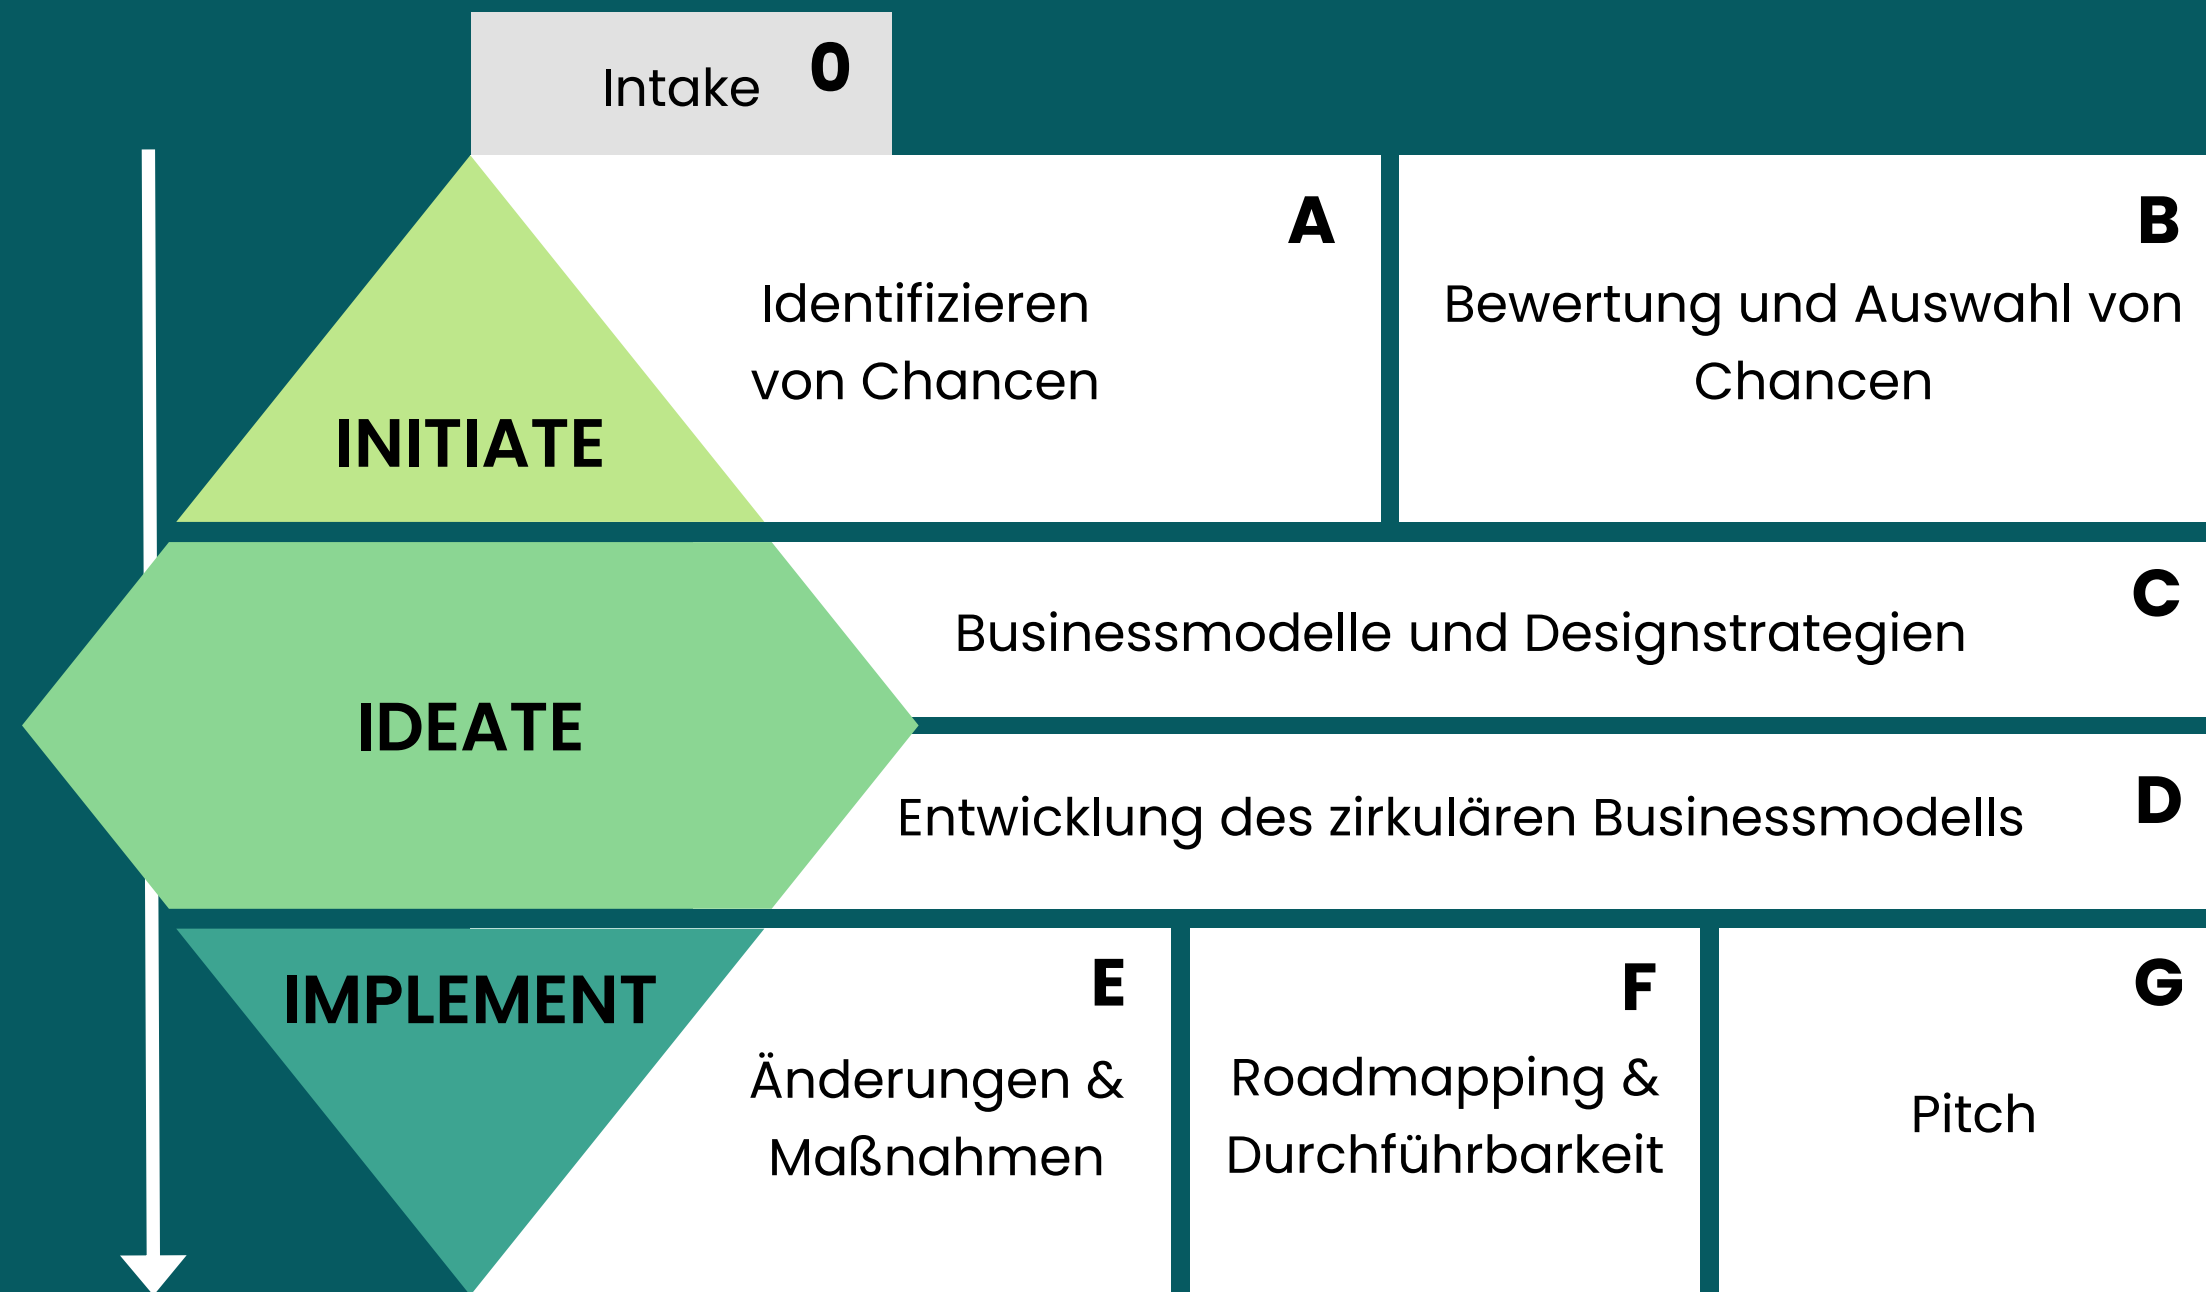 Intake 0
INITIATE
A
Identifizieren
von Chancen
B
Bewertung und Auswahl von
Chancen
IDEATE
C
Businessmodelle und Designstrategien
D
Entwicklung des zirkulären Businessmodells
IMPLEMENT
E
Änderungen &
Maßnahmen
F
Roadmapping &
Durchführbarkeit
G
Pitch